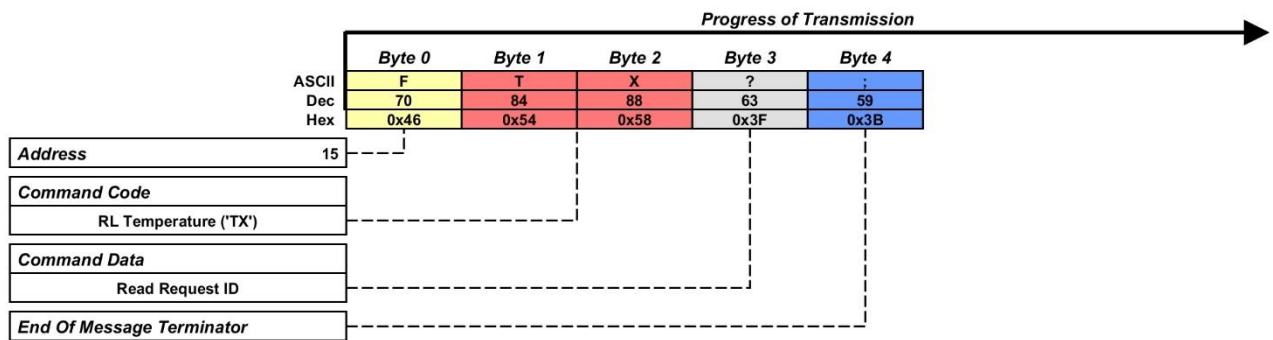 Progress of Transmission
Byte 0 Byte 1 Byte 2 Byte 3 Byte 4
ASCII F T X ? ;
Dec 70 84 88 63 59
Hex 0x46 0x54 0x58 0x3F 0x3B
Address 15
Command Code
RL Temperature ('TX')
Command Data
Read Request ID
End Of Message Terminator